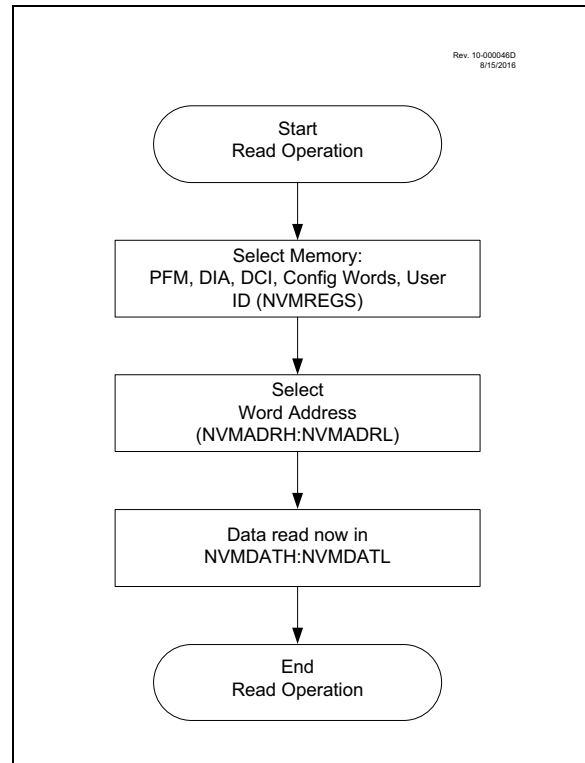 Rev. 10-000046D
8/15/2016
Start
Read Operation
Select Memory:
PFM, DIA, DCI, Config Words, User
ID (NVMREGS)
Select
Word Address
(NVMADRH:NVMADRL)
Data read now in
NVMDATH:NVMDATL
End
Read Operation